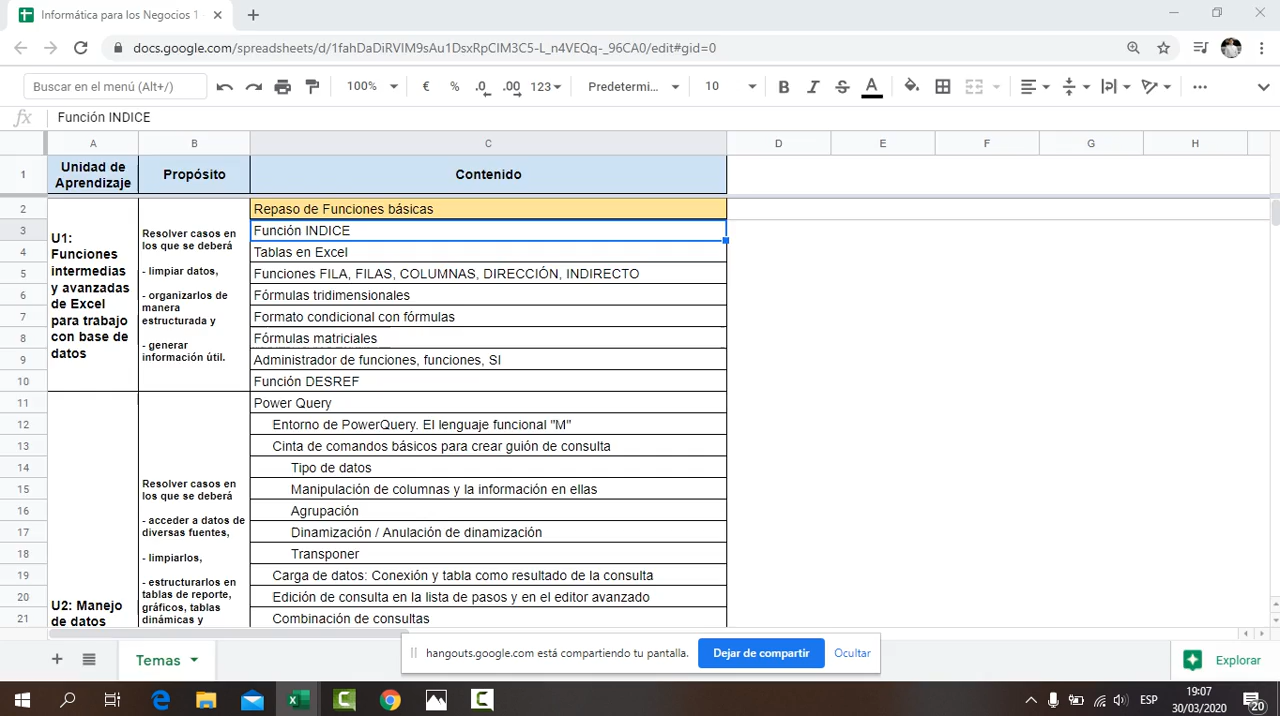 Informática para los Negocios 1 -
docs.google.com/spreadsheets/d/1fahDaDiRVIM9sAu1DsxRpCIM3C5-L_n4VEQq-_96CA0/edit#gid=0
Buscar en el menú (Alt+/)
100%
€
%
.0
.00
123
Predetermi...
10
B
I
S
A
fx
Función INDICE
A
B
C
D
E
F
G
H
1
Unidad de
Aprendizaje
Propósito
Contenido
2
Repaso de Funciones básicas
3
Función INDICE
4
Tablas en Excel
5
Funciones FILA, FILAS, COLUMNAS, DIRECCIÓN, INDIRECTO
6
Fórmulas tridimensionales
7
Formato condicional con fórmulas
8
Fórmulas matriciales
9
Administrador de funciones, funciones, SI
10
Función DESREF
U1:
Funciones
intermedias
y avanzadas
de Excel
para trabajo
con base de
datos
Resolver casos en
los que se deberá
- limpiar datos,
- organizarlos de
manera
estructurada y
- generar
información útil.
11
Power Query
12
Entorno de PowerQuery. El lenguaje funcional "M"
13
Cinta de comandos básicos para crear guión de consulta
14
Tipo de datos
15
Manipulación de columnas y la información en ellas
16
Agrupación
17
Dinamización / Anulación de dinamización
18
Transponer
19
Carga de datos: Conexión y tabla como resultado de la consulta
20
Edición de consulta en la lista de pasos y en el editor avanzado
21
Combinación de consultas
U2: Manejo
de datos
Resolver casos en
los que se deberá
- acceder a datos de
diversas fuentes,
- limpiarlos,
- estructurarlos en
tablas de reporte,
gráficos, tablas
dinámicas y
Temas
hangouts.google.com está compartiendo tu pantalla.
Dejar de compartir
Ocultar
Explorar
ESP
19:07
30/03/2020
20